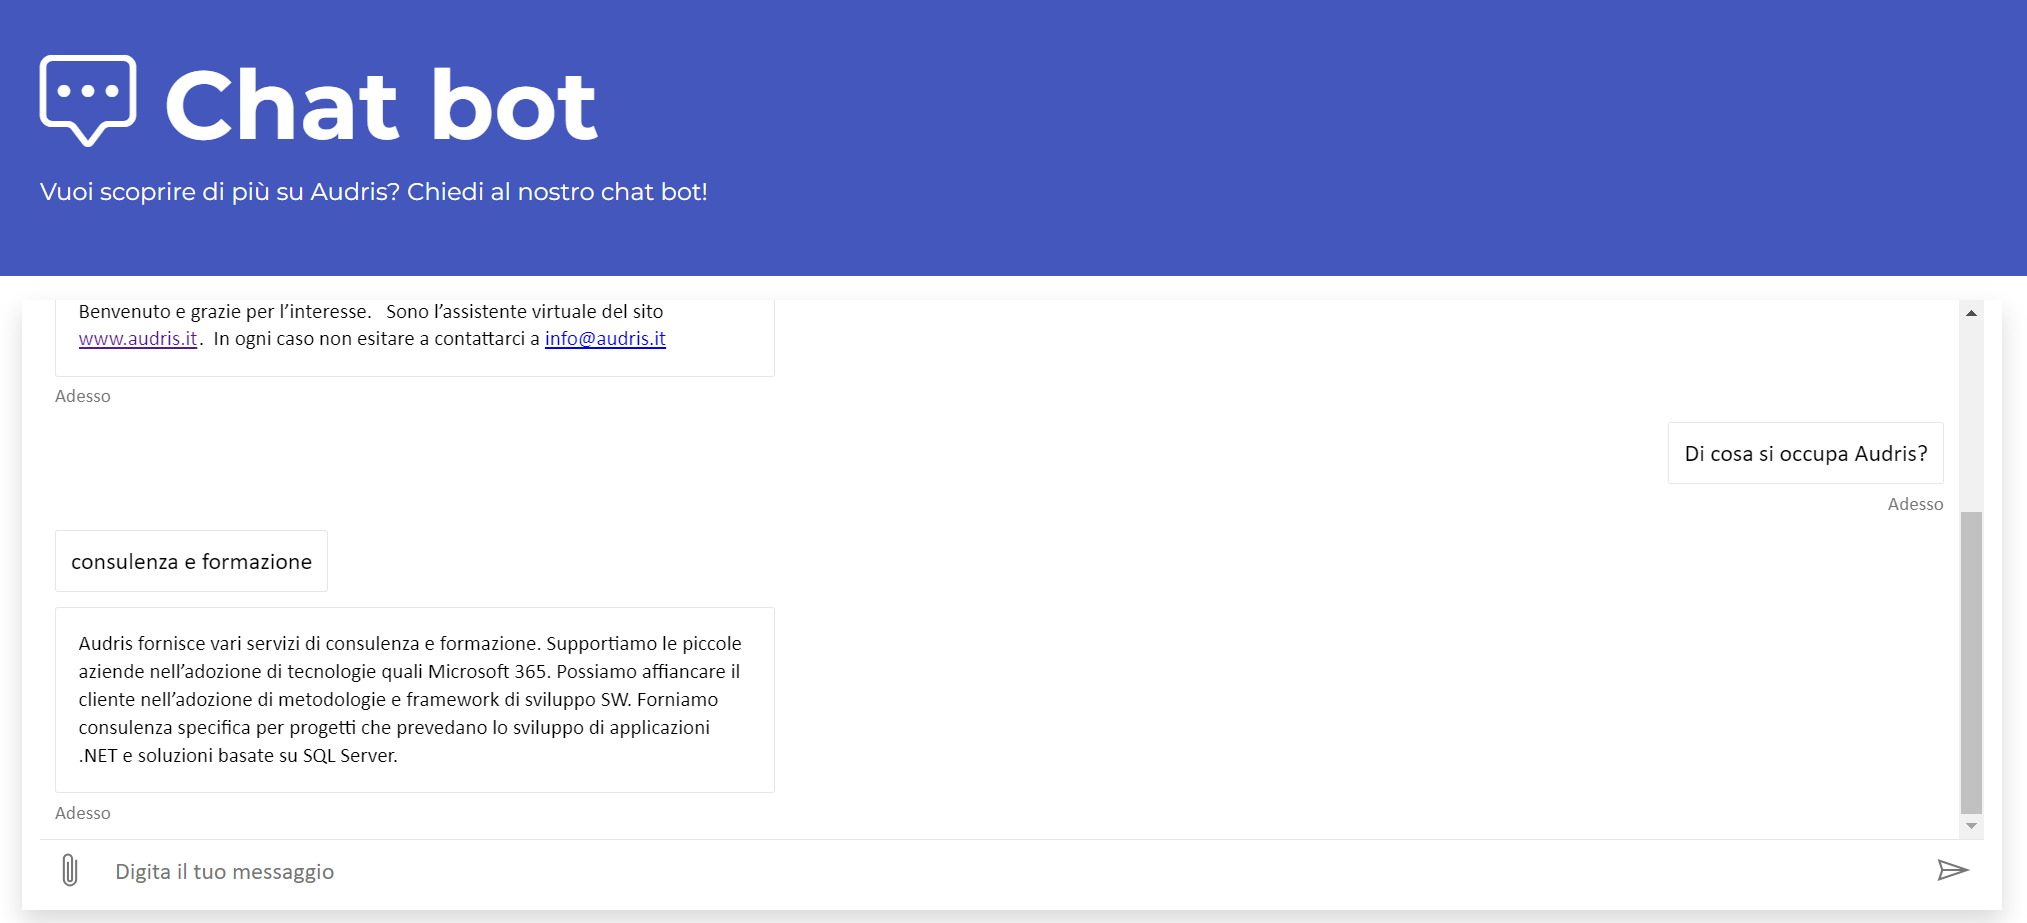 Chat bot
Vuoi scoprire di più su Audris? Chiedi al nostro chat bot!
Benvenuto e grazie per l’interesse.   Sono l’assistente virtuale del sito
www.audris.it.  In ogni caso non esitare a contattarci a info@audris.it
Adesso
Di cosa si occupa Audris?
Adesso
consulenza e formazione
Audris fornisce vari servizi di consulenza e formazione. Supportiamo le piccole
aziende nell’adozione di tecnologie quali Microsoft 365. Possiamo affiancare il
cliente nell’adozione di metodologie e framework di sviluppo SW. Forniamo
consulenza specifica per progetti che prevedano lo sviluppo di applicazioni
.NET e soluzioni basate su SQL Server.
Adesso
Digita il tuo messaggio